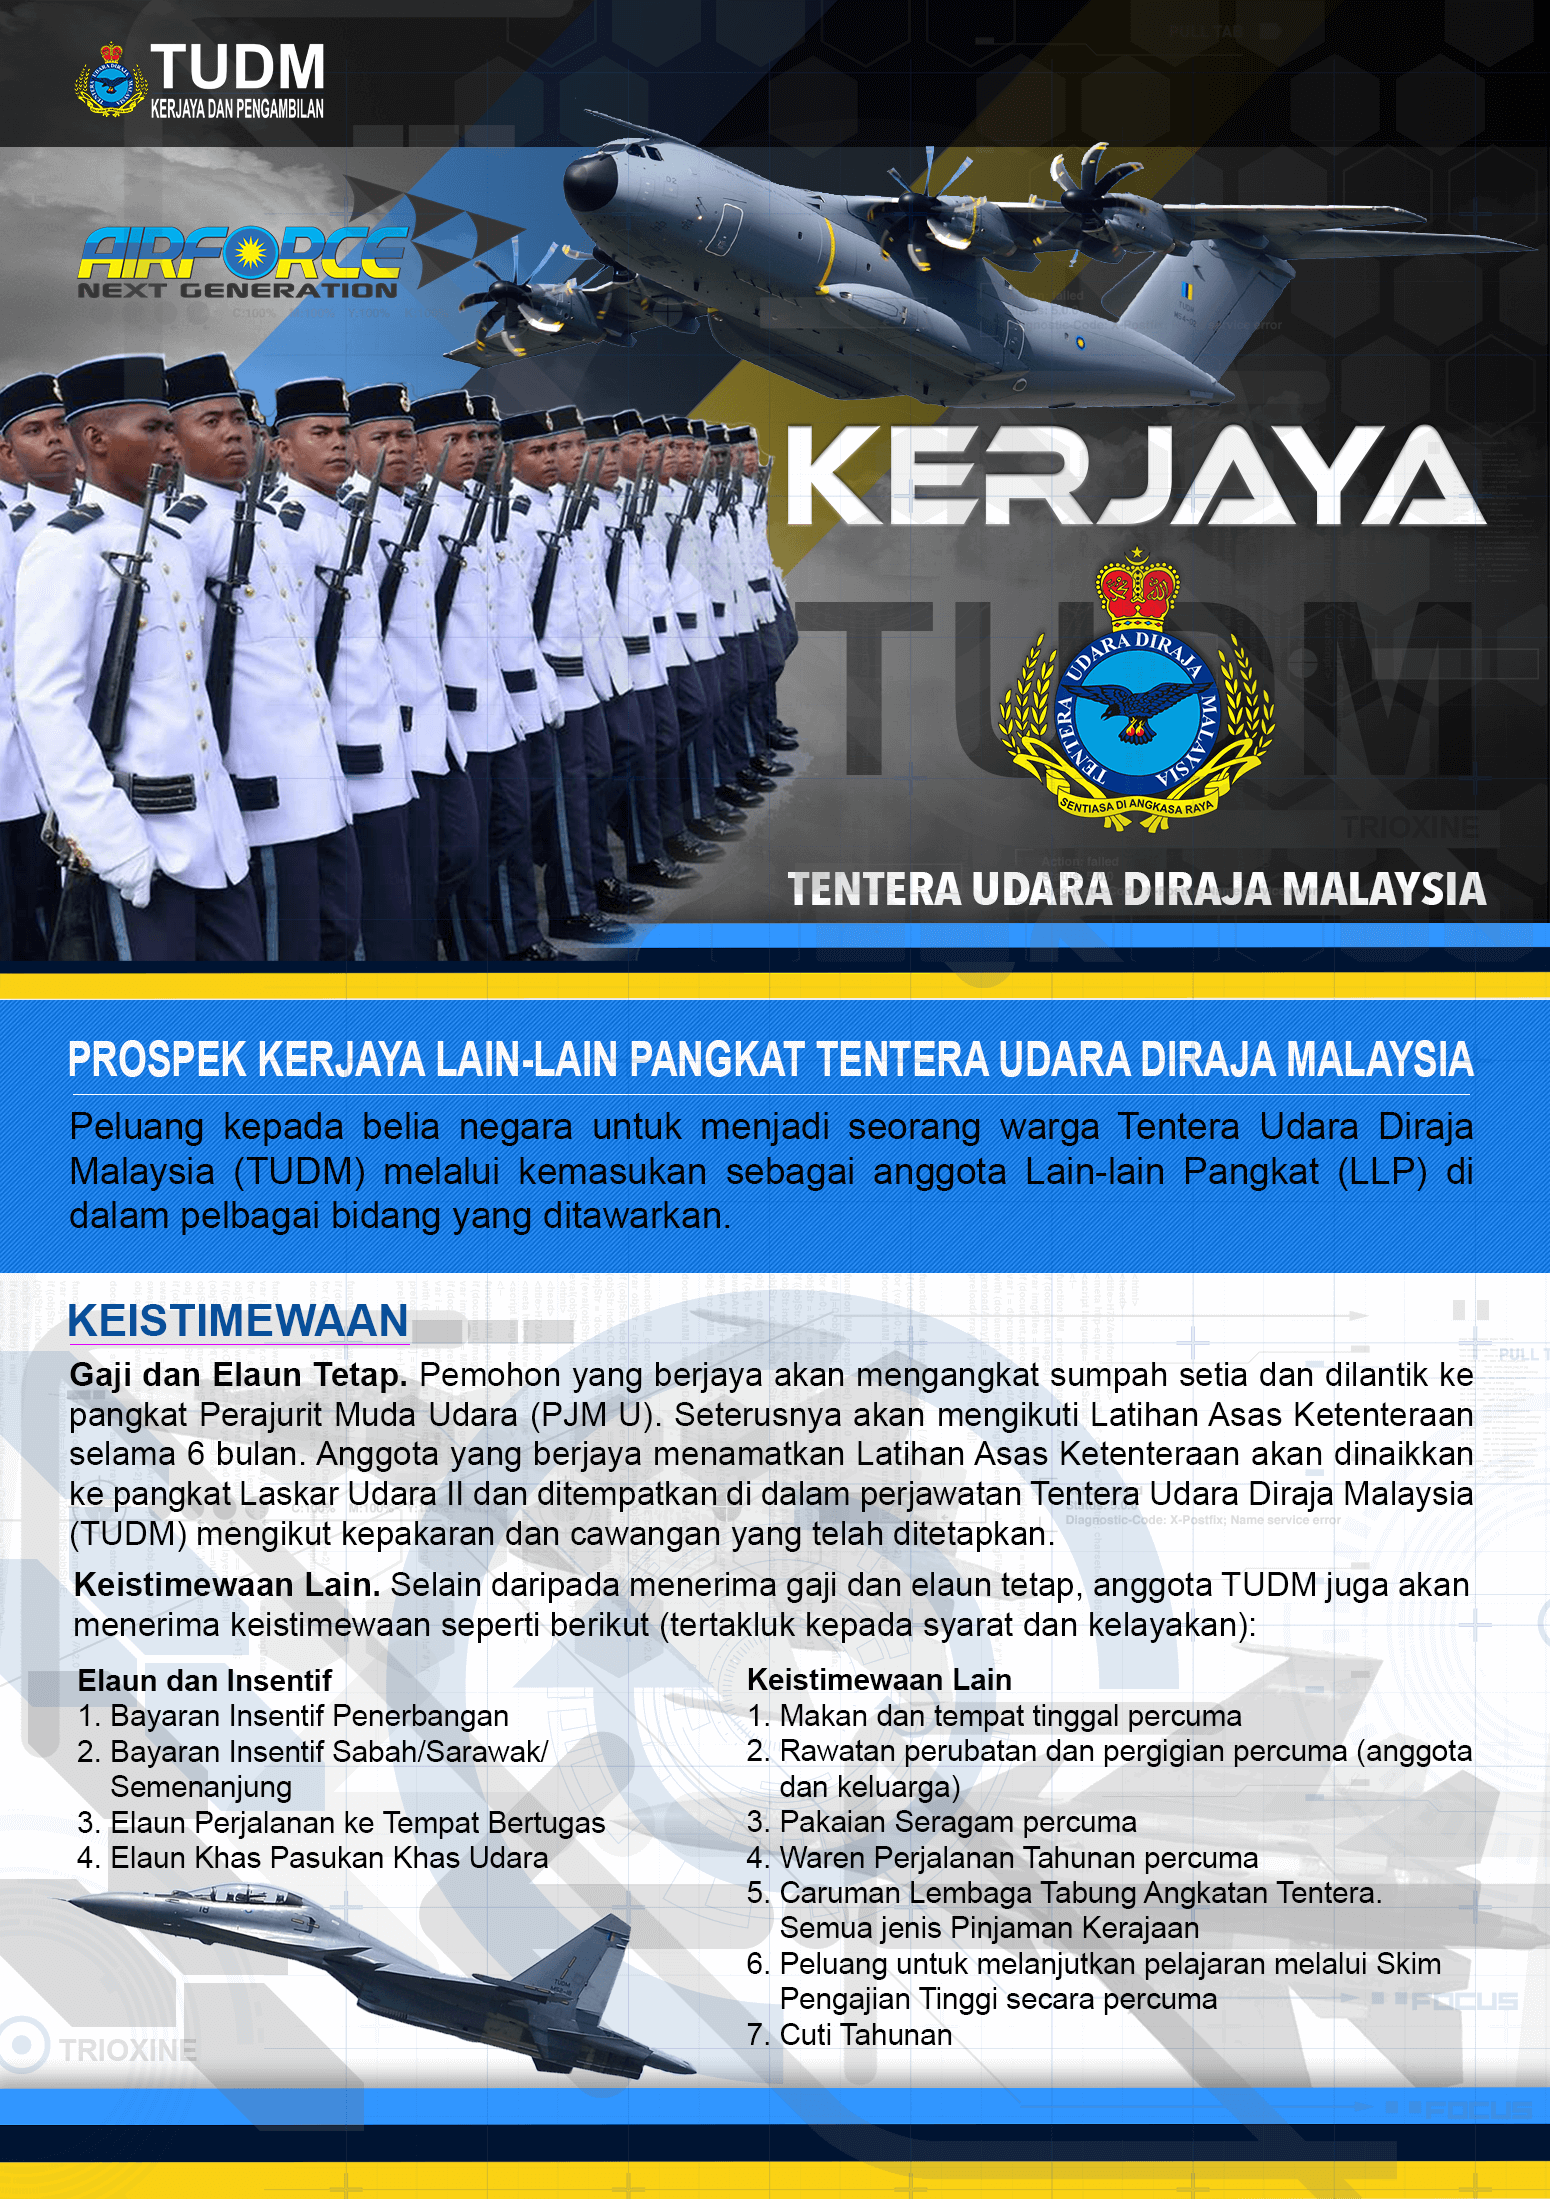 TUDM
KERJAYA DAN PENGAMBILAN
PULL TAB
AIRFORCE
NEXT GENERATION
KERJAYA
TUDM
TENTERA UDARA DIRAJA MALAYSIA
SENTIASA DI ANGKASA RAYA
TRIOXINE
TENTERA UDARA DIRAJA MALAYSIA
PROSPEK KERJAYA LAIN-LAIN PANGKAT TENTERA UDARA DIRAJA MALAYSIA
Peluang kepada belia negara untuk menjadi seorang warga Tentera Udara Diraja
Malaysia (TUDM) melalui kemasukan sebagai anggota Lain-lain Pangkat (LLP) di
dalam pelbagai bidang yang ditawarkan.
KEISTIMEWAAN
Gaji dan Elaun Tetap. Pemohon yang berjaya akan mengangkat sumpah setia dan dilantik ke
pangkat Perajurit Muda Udara (PJM U). Seterusnya akan mengikuti Latihan Asas Ketenteraan
selama 6 bulan. Anggota yang berjaya menamatkan Latihan Asas Ketenteraan akan dinaikkan
ke pangkat Laskar Udara II dan ditempatkan di dalam perjawatan Tentera Udara Diraja Malaysia
(TUDM) mengikut kepakaran dan cawangan yang telah ditetapkan.
Diagnostic-Code: X-Postfix; Name service error
Keistimewaan Lain. Selain daripada menerima gaji dan elaun tetap, anggota TUDM juga akan
menerima keistimewaan seperti berikut (tertakluk kepada syarat dan kelayakan):
Elaun dan Insentif
1. Bayaran Insentif Penerbangan
2. Bayaran Insentif Sabah/Sarawak/
Semenanjung
3. Elaun Perjalanan ke Tempat Bertugas
4. Elaun Khas Pasukan Khas Udara
Keistimewaan Lain
1. Makan dan tempat tinggal percuma
2. Rawatan perubatan dan pergigian percuma (anggota
dan keluarga)
3. Pakaian Seragam percuma
4. Waren Perjalanan Tahunan percuma
5. Caruman Lembaga Tabung Angkatan Tentera.
Semua jenis Pinjaman Kerajaan
6. Peluang untuk melanjutkan pelajaran melalui Skim
Pengajian Tinggi secara percuma
7. Cuti Tahunan
FOCUS
TRIOXINE
FOCUS